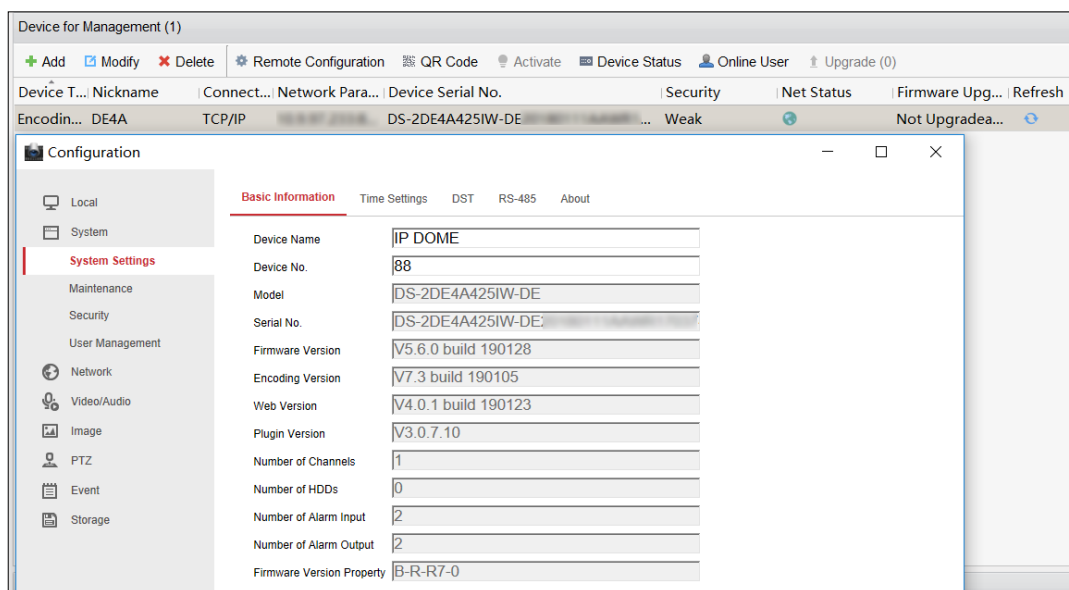 Device for Management (1)
Add Modify Delete Remote Configuration QR Code Activate Device Status Online User Upgrade (0)
Device T... Nickname Connect... Network Para... Device Serial No. Security Net Status Firmware Upg... Refresh
Encodin... DE4A TCP/IP DS-2DE4A425IW-DE ... Weak Not Upgradea...
Configuration
Local
System
System Settings
Maintenance
Security
User Management
Network
Video/Audio
Image
PTZ
Event
Storage
Basic Information Time Settings DST RS-485 About
Device Name IP DOME
Device No. 88
Model DS-2DE4A425IW-DE
Serial No. DS-2DE4A425IW-DE
Firmware Version V5.6.0 build 190128
Encoding Version V7.3 build 190105
Web Version V4.0.1 build 190123
Plugin Version V3.0.7.10
Number of Channels 1
Number of HDDs 0
Number of Alarm Input 2
Number of Alarm Output 2
Firmware Version Property B-R-R7-0